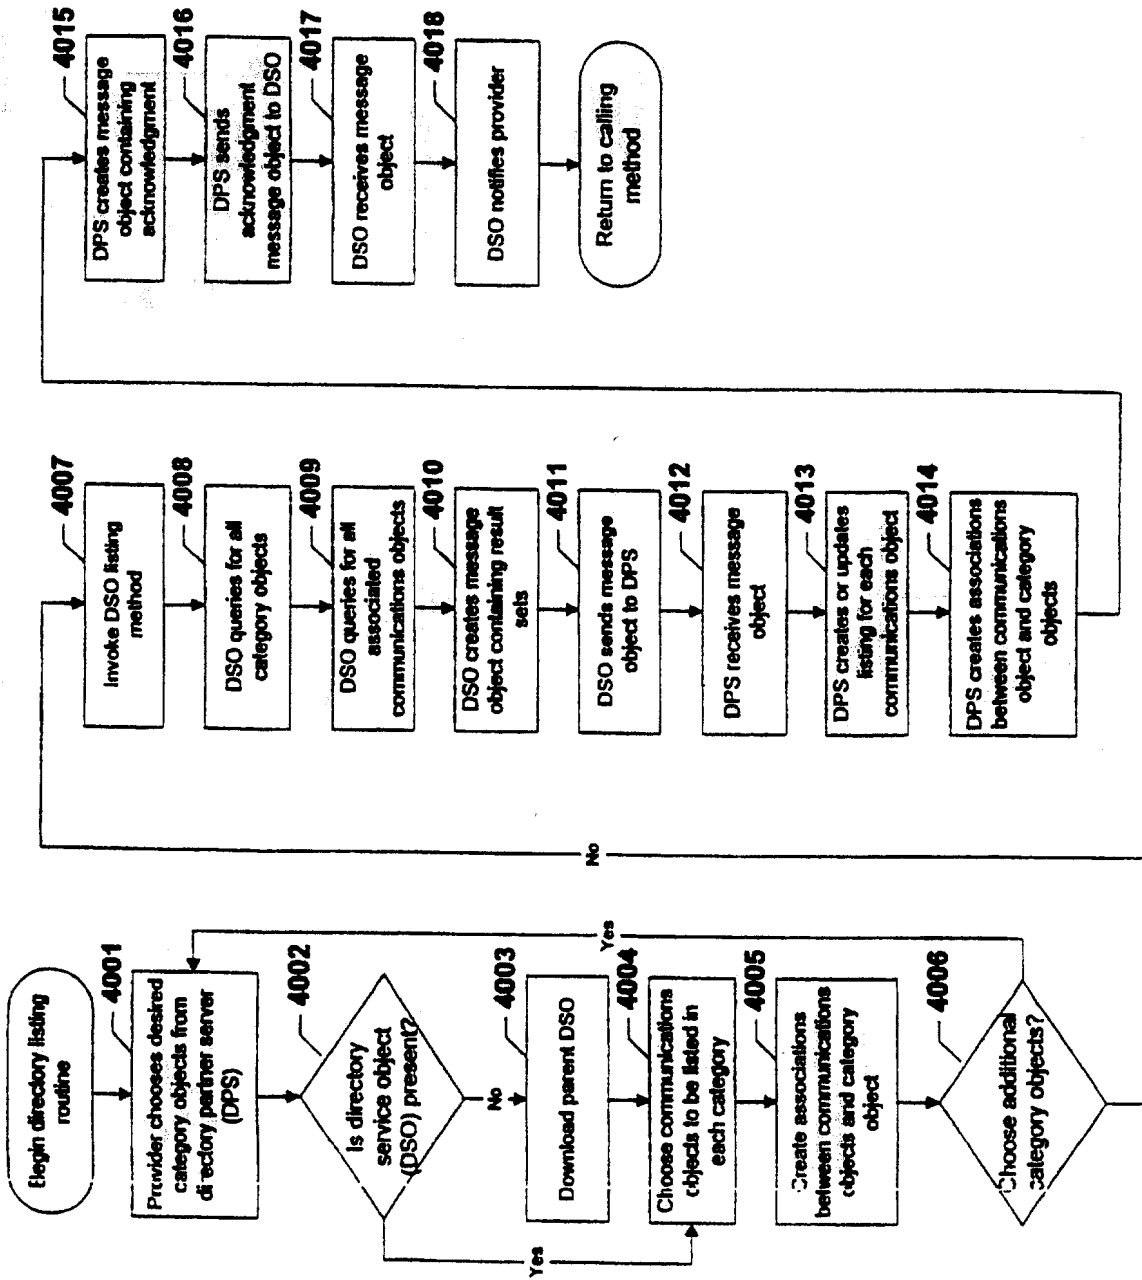 Begin directory listing
routine
4001
Provider chooses desired
category objects from
directory partner server
(DPS)
4002
Is directory
service object
(DSO) present?
No
Yes
4003
Download parent DSO
4004
Choose communications
objects to be listed in
each category
4005
Create associations
between communications
objects and category
object
4006
Choose additional
category objects?
Yes
No
4007
Invoke DSO listing
method
4008
DSO queries for all
category objects
4009
DSO queries for all
associated
communications objects
4010
DSO creates message
object containing result
sets
4011
DSO sends message
object to DPS
4012
DPS receives message
object
4013
DPS creates or updates
listing for each
communications object
4014
DPS creates associations
between communications
object and category
objects
4015
DPS creates message
object containing
acknowledgment
4016
DPS sends
acknowledgment
message object to DSO
4017
DSO receives message
object
4018
DSO notifies provider
Return to calling
method